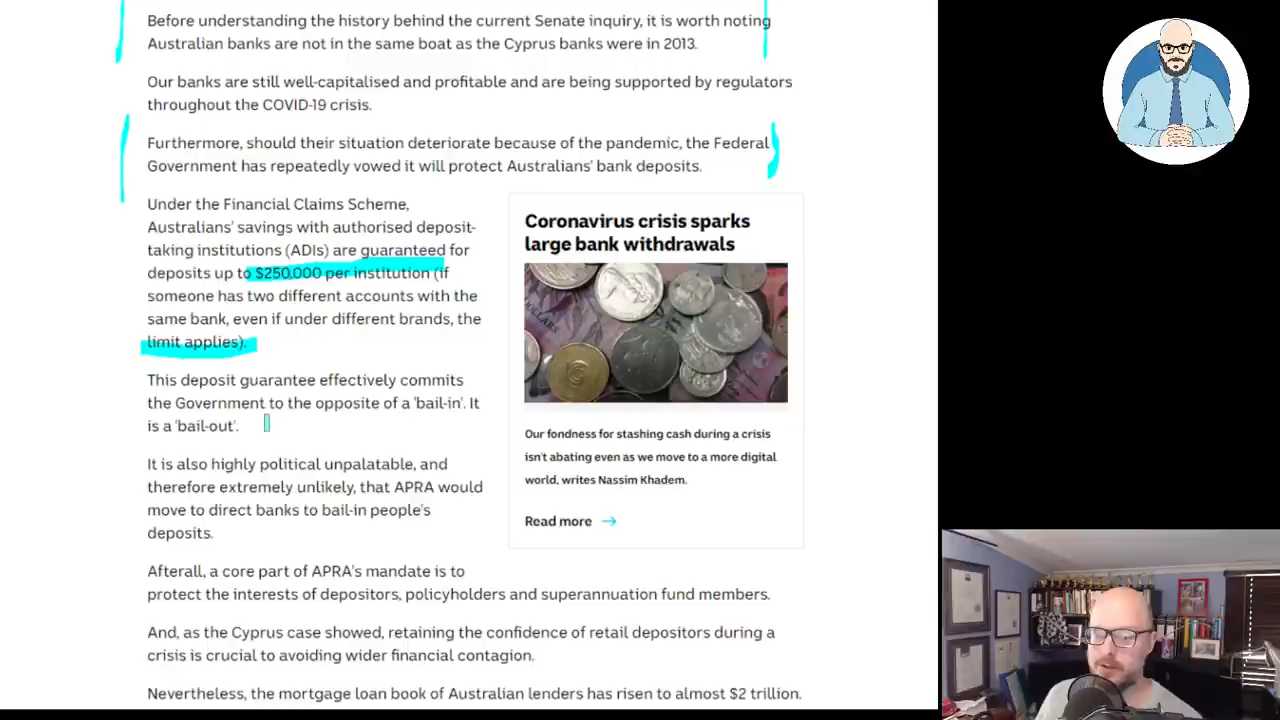 Before understanding the history behind the current Senate inquiry, it is worth noting
Australian banks are not in the same boat as the Cyprus banks were in 2013.
Our banks are still well-capitalised and profitable and are being supported by regulators
throughout the COVID-19 crisis.
Furthermore, should their situation deteriorate because of the pandemic, the Federal
Government has repeatedly vowed it will protect Australians' bank deposits.
Under the Financial Claims Scheme,
Australians' savings with authorised deposit-
taking institutions (ADIs) are guaranteed for
deposits up to $250,000 per institution (if
someone has two different accounts with the
same bank, even if under different brands, the
limit applies).
This deposit guarantee effectively commits
the Government to the opposite of a 'bail-in'. It
is a 'bail-out'.
It is also highly political unpalatable, and
therefore extremely unlikely, that APRA would
move to direct banks to bail-in people's
deposits.
Coronavirus crisis sparks
large bank withdrawals
Our fondness for stashing cash during a crisis
isn't abating even as we move to a more digital
world, writes Nassim Khadem.
Read more →
Afterall, a core part of APRA's mandate is to
protect the interests of depositors, policyholders and superannuation fund members.
And, as the Cyprus case showed, retaining the confidence of retail depositors during a
crisis is crucial to avoiding wider financial contagion.
Nevertheless, the mortgage loan book of Australian lenders has risen to almost $2 trillion.